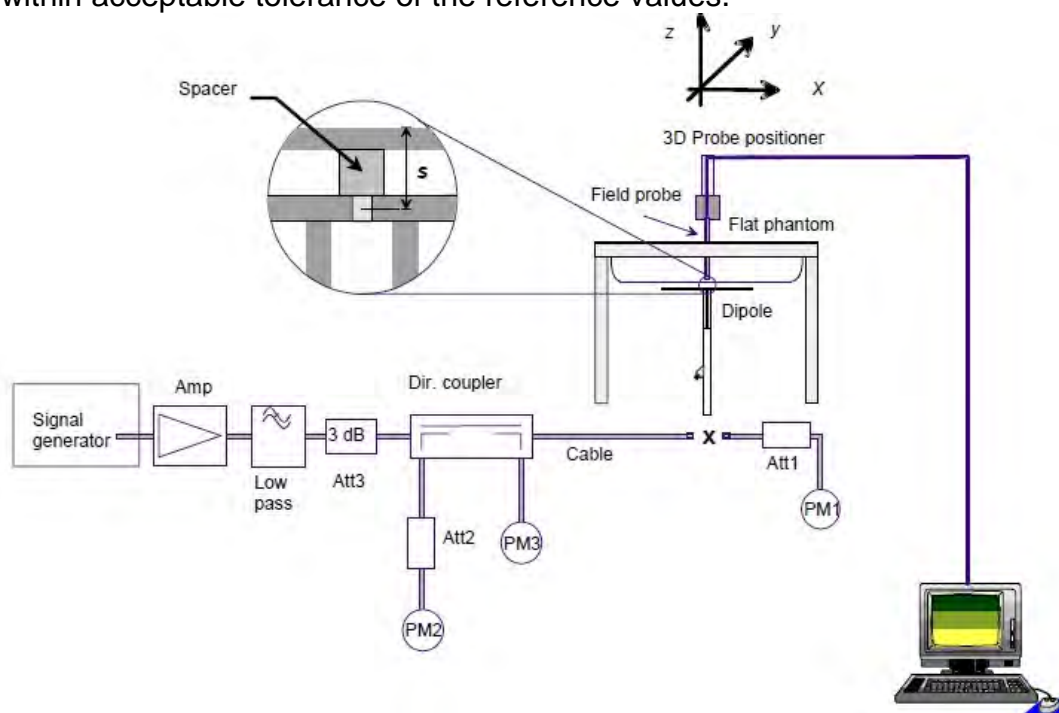 within acceptable tolerance of the reference values.
z
y
x
Spacer
s
3D Probe positioner
Field probe
Flat phantom
Dipole
Signal
generator
Amp
Low
pass
3 dB
Att3
Dir. coupler
Cable
x
Att1
PM1
Att2
PM3
PM2